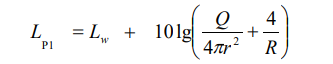 L_P1 = L_w + 10lg(Q/4πr² + 4/R)